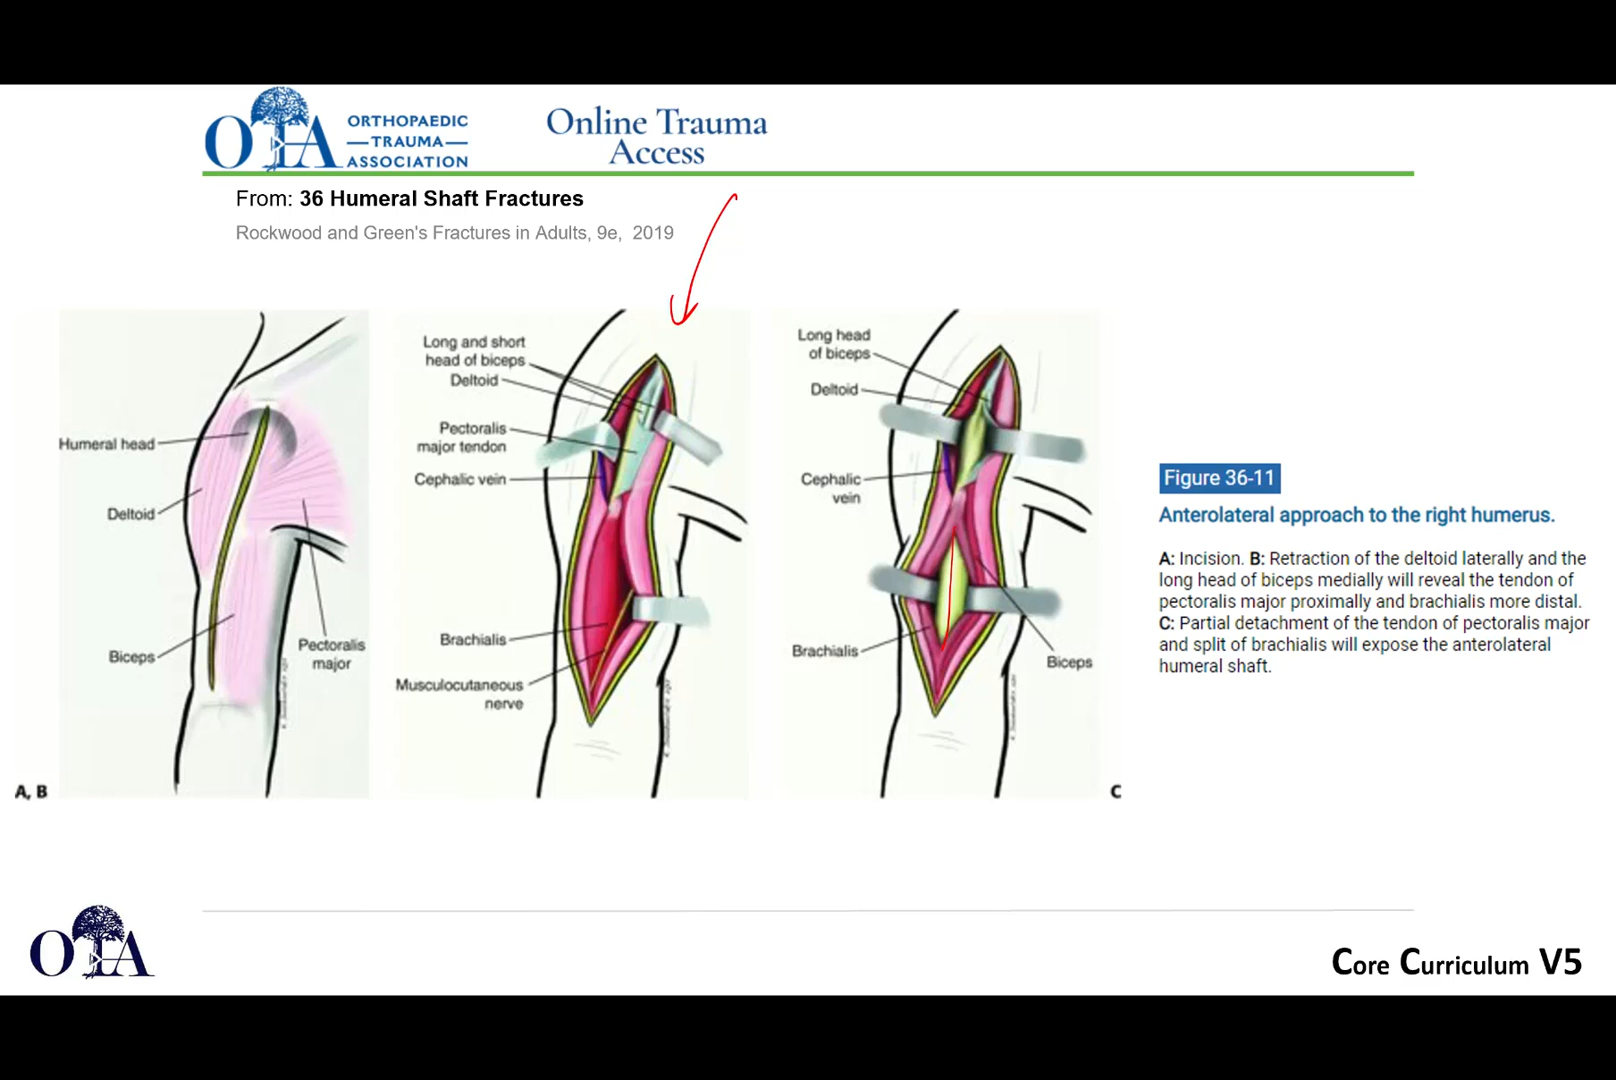 OTA
ORTHOPAEDIC
TRAUMA
ASSOCIATION
Online Trauma
Access
From: 36 Humeral Shaft Fractures
Rockwood and Green's Fractures in Adults, 9e, 2019
Humeral head
Deltoid
Biceps
Pectoralis
major
A, B
Long and short
head of biceps
Deltoid
Pectoralis
major tendon
Cephalic vein
Brachialis
Musculocutaneous
nerve
Long head
of biceps
Deltoid
Cephalic
vein
Brachialis
Biceps
C
Figure 36-11
Anterolateral approach to the right humerus.
A: Incision. B: Retraction of the deltoid laterally and the
long head of biceps medially will reveal the tendon of
pectoralis major proximally and brachialis more distal.
C: Partial detachment of the tendon of pectoralis major
and split of brachialis will expose the anterolateral
humeral shaft.
OTA
Core Curriculum V5